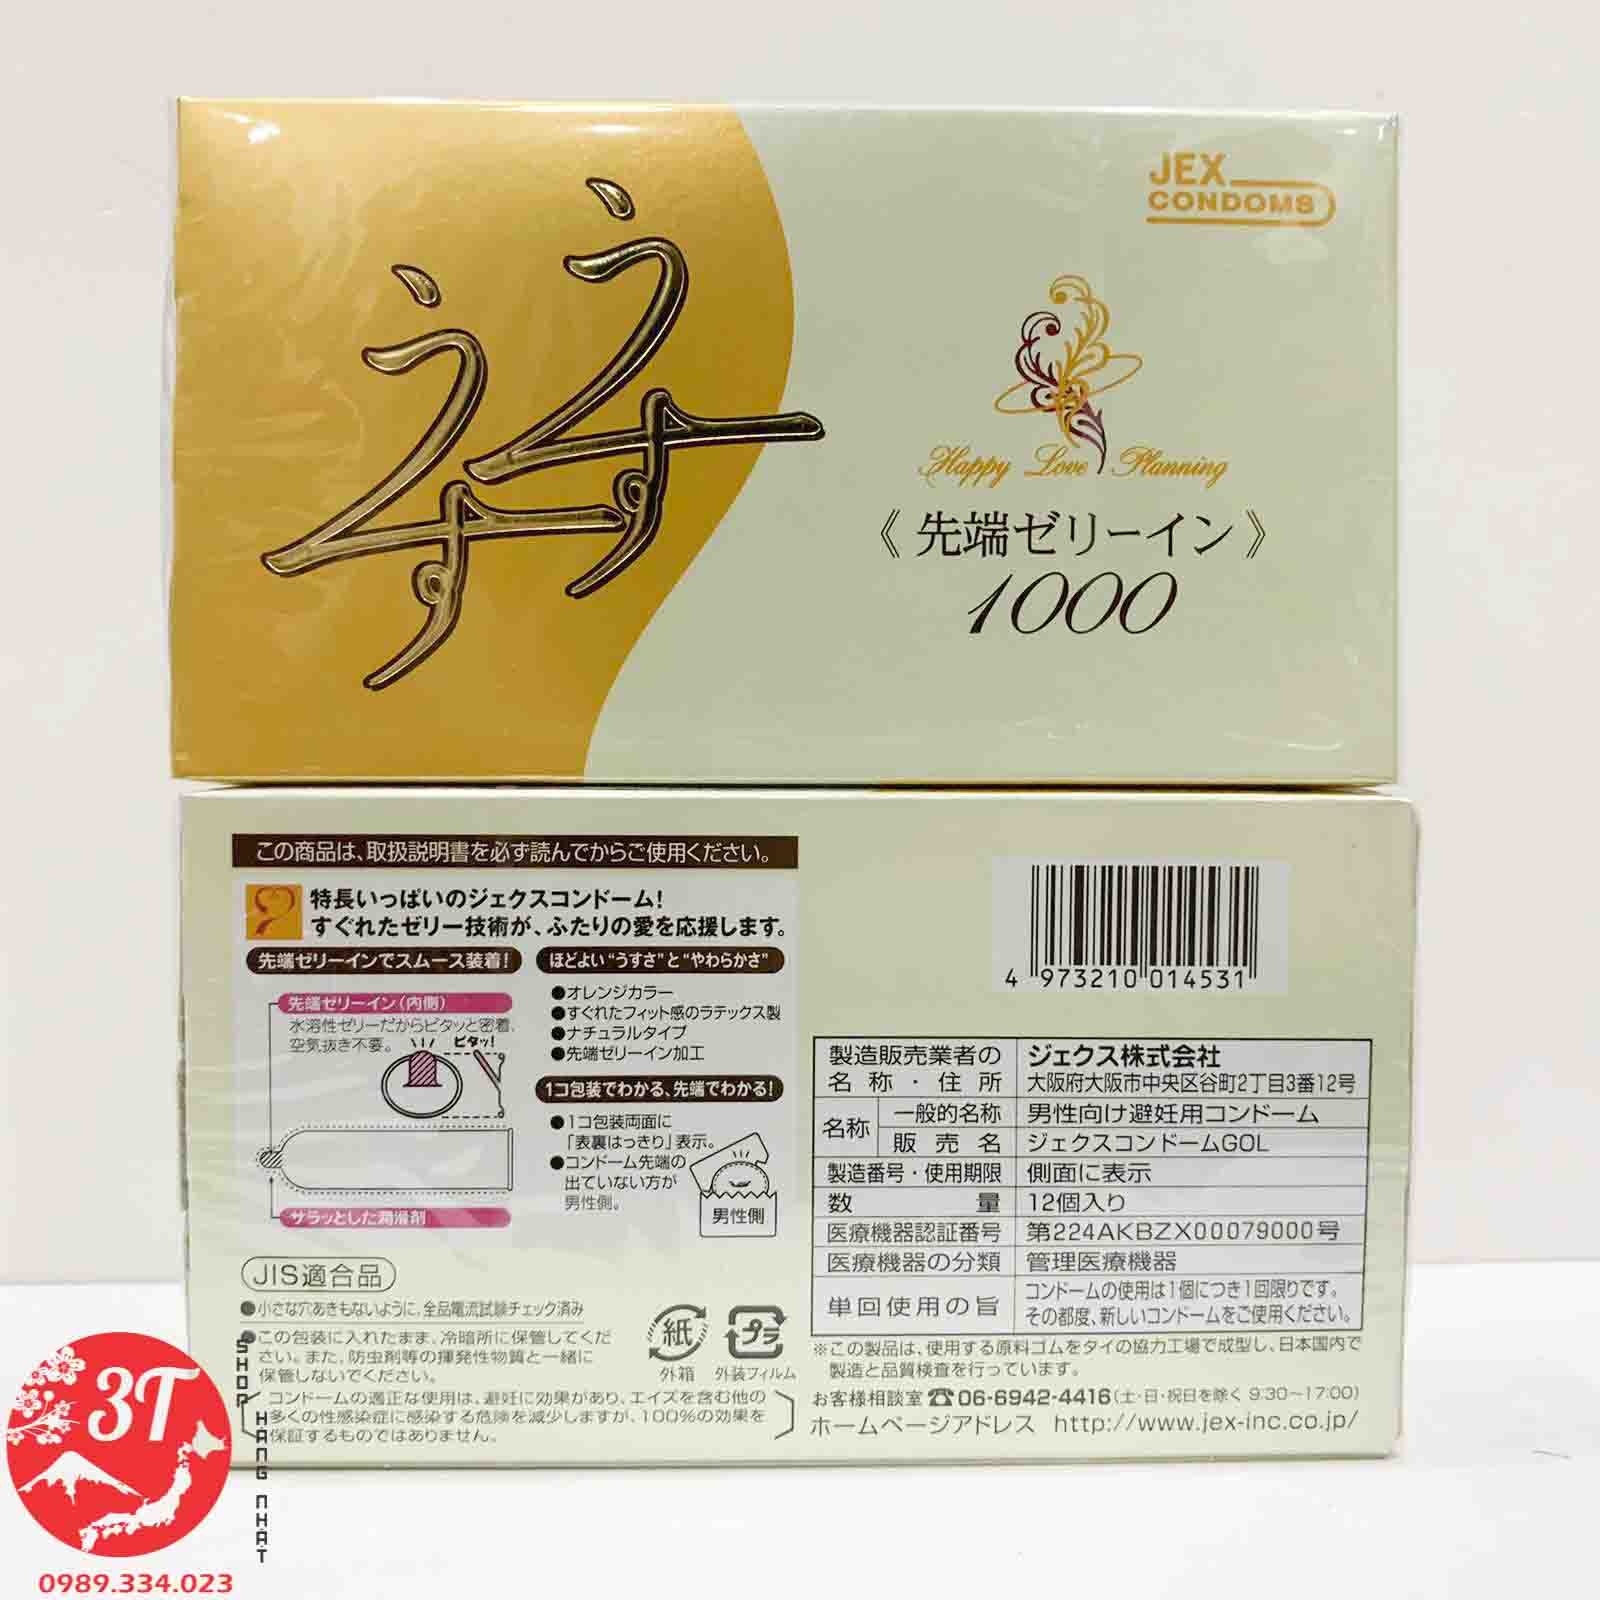 うすうす
JEX
CONDOMS
Happy Love Planning
《先端ゼリーイン》
1000
この商品は、取扱説明書を必ず読んでからご使用ください。
特長いっぱいのジェクスコンドーム!
すぐれたゼリー技術が、ふたりの愛を応援します。
先端ゼリーインでスムース装着!
先端ゼリーイン(内側)
水溶性ゼリーだからピタッと密着、
空気抜き不要。
ピタッ!
サラッとした潤滑剤
ほどよい“うすさ”と“やわらかさ”
●オレンジカラー
●すぐれたフィット感のラテックス製
●ナチュラルタイプ
●先端ゼリーイン加工
1コ包装でわかる、先端でわかる!
●1コ包装両面に
「表裏はっきり」表示。
●コンドーム先端の
出ていない方が
男性側。
男性側
JIS適合品
●小さな穴あきもないように、全品電流試験チェック済み
●この包装に入れたまま、冷暗所に保管してくだ
さい。また、防虫剤等の揮発性物質と一緒に
保管しないでください。
コンドームの適正な使用は、避妊に効果があり、エイズを含む他の
多くの性感染症に感染する危険を減少しますが、100%の効果を
保証するものではありません。
紙
外箱
プラ
外装フィルム
4 973210 014531
製造販売業者の
名称・住所
ジェクス株式会社
大阪府大阪市中央区谷町2丁目3番12号
名称
一般的名称
男性向け避妊用コンドーム
販売名
ジェクスコンドームGOL
製造番号・使用期限
側面に表示
数量
12個入り
医療機器認証番号
第224AKBZX00079000号
医療機器の分類
管理医療機器
単回使用の旨
コンドームの使用は1個につき1回限りです。
その都度、新しいコンドームをご使用ください。
※この製品は、使用する原料ゴムをタイの協力工場で成型し、日本国内で
製造と品質検査を行っています。
お客様相談室☎06-6942-4416(土・日・祝日を除く 9:30〜17:00)
ホームページアドレス http://www.jex-inc.co.jp/
3T
SHOP
HÀNG NHẬT
0989.334.023